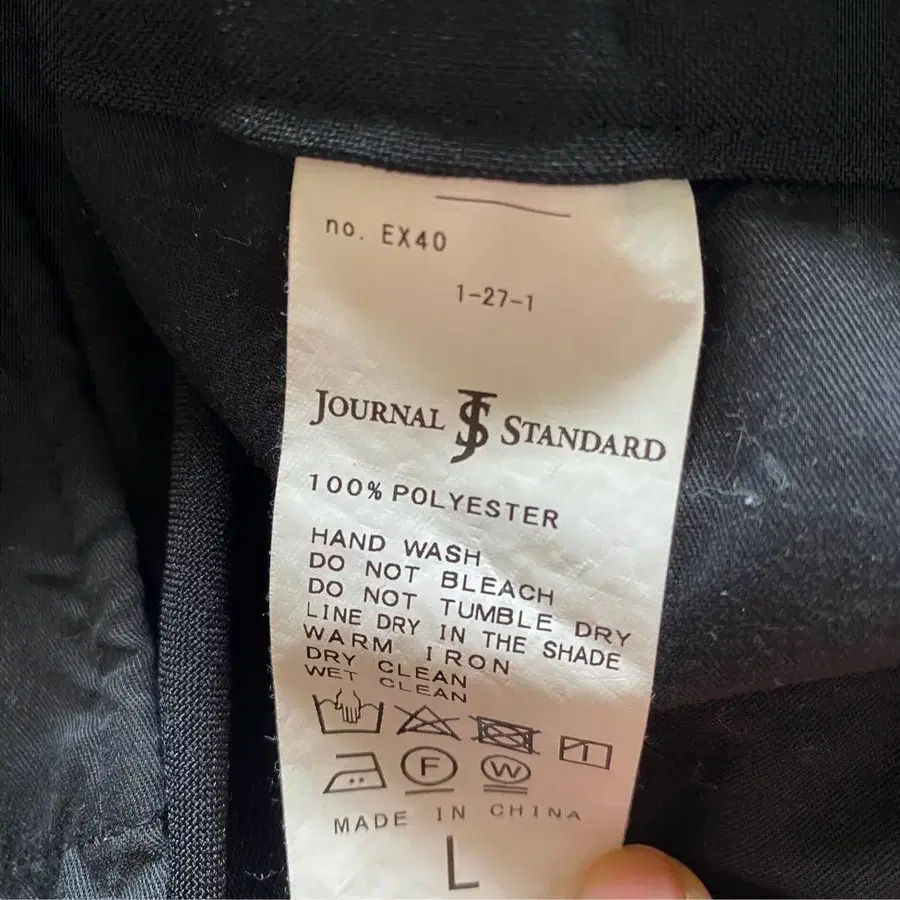 no. EX40
1-27-1
JOURNAL JS STANDARD
100% POLYESTER
HAND WASH
DO NOT BLEACH
DO NOT TUMBLE DRY
LINE DRY IN THE SHADE
WARM IRON
DRY CLEAN
WET CLEAN
F W
MADE IN CHINA
L